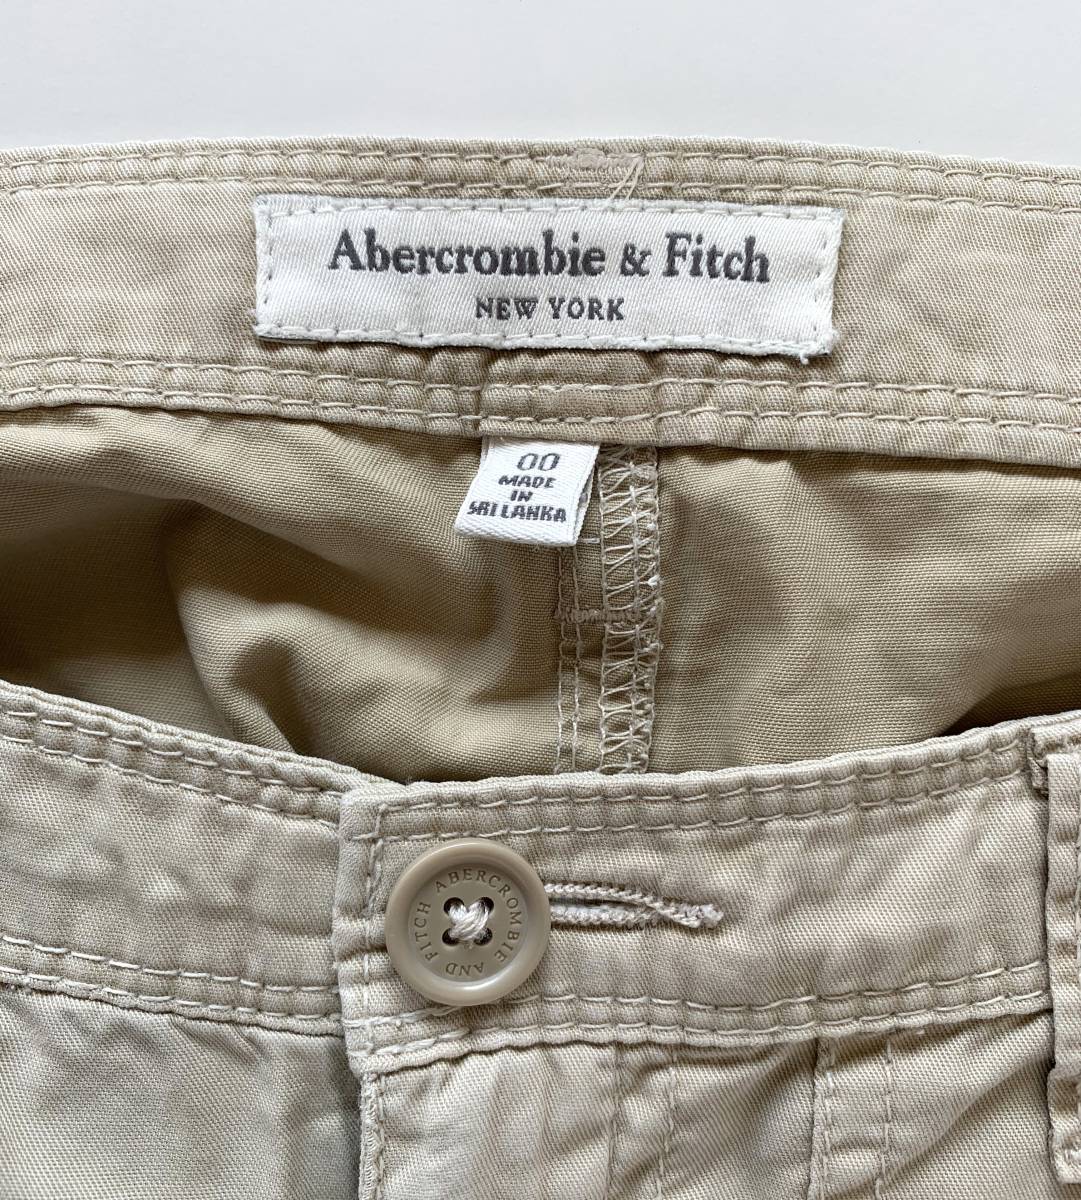 Abercrombie & Fitch
NEW YORK
00
MADE
IN
SRI LANKA
ABERCROMBIE AND FITCH